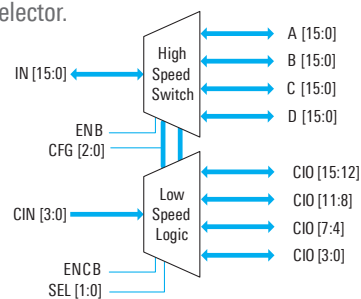 elector.
A [15:0]
High
B [15:0]
IN [15:0]
Speed
C [15:0]
Switch
D [15:0]
ENB
CFG [2:0]
CIO [15:12]
Low
CIO [11:8]
CIN [3:0]
Speed
CIO [7:4]
Logic
CIO [3:0]
ENCB
SEL [1:0]